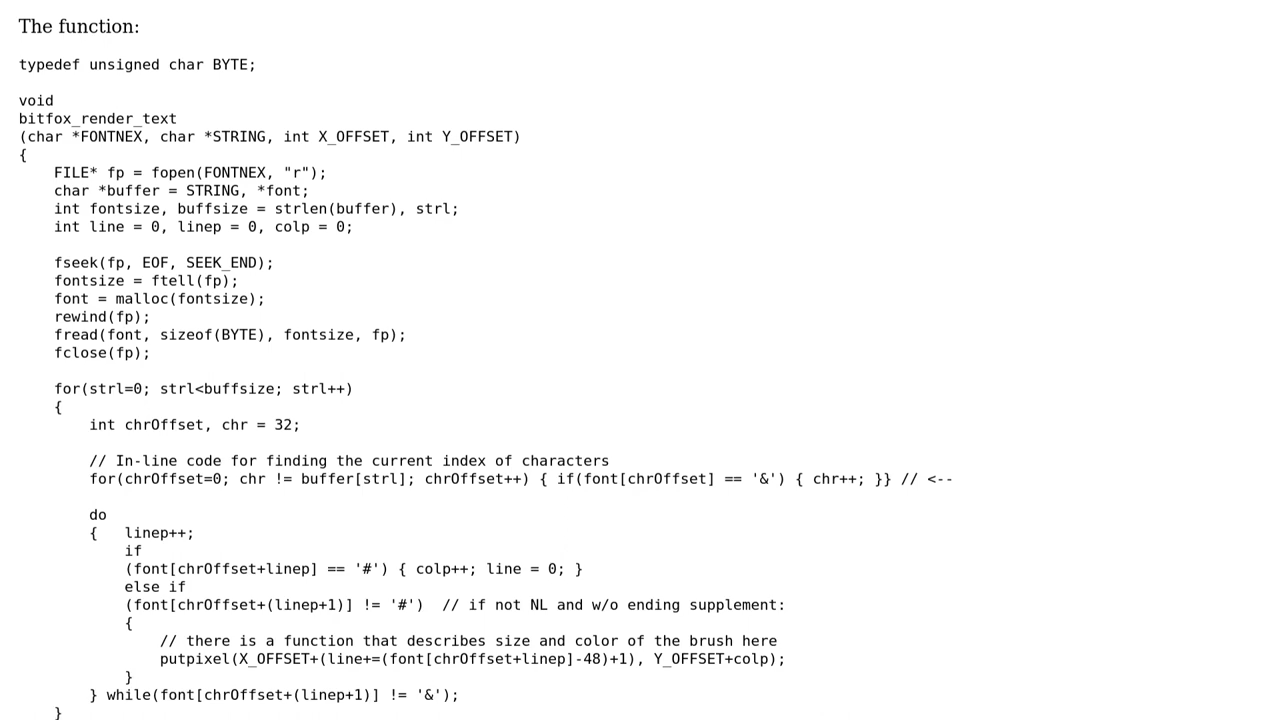 The function:
typedef unsigned char BYTE;
void
bitfox_render_text
(char *FONTNEX, char *STRING, int X_OFFSET, int Y_OFFSET)
{
    FILE* fp = fopen(FONTNEX, "r");
    char *buffer = STRING, *font;
    int fontsize, buffsize = strlen(buffer), strl;
    int line = 0, linep = 0, colp = 0;
    fseek(fp, EOF, SEEK_END);
    fontsize = ftell(fp);
    font = malloc(fontsize);
    rewind(fp);
    fread(font, sizeof(BYTE), fontsize, fp);
    fclose(fp);
    for(strl=0; strl<buffsize; strl++)
    {
        int chrOffset, chr = 32;
        // In-line code for finding the current index of characters
        for(chrOffset=0; chr != buffer[strl]; chrOffset++) { if(font[chrOffset] == '&') { chr++; }} // <--
        do
        {   linep++;
            if
            (font[chrOffset+linep] == '#') { colp++; line = 0; }
            else if
            (font[chrOffset+(linep+1)] != '#')  // if not NL and w/o ending supplement:
            {
                // there is a function that describes size and color of the brush here
                putpixel(X_OFFSET+(line+=(font[chrOffset+linep]-48)+1), Y_OFFSET+colp);
            }
        } while(font[chrOffset+(linep+1)] != '&');
    }